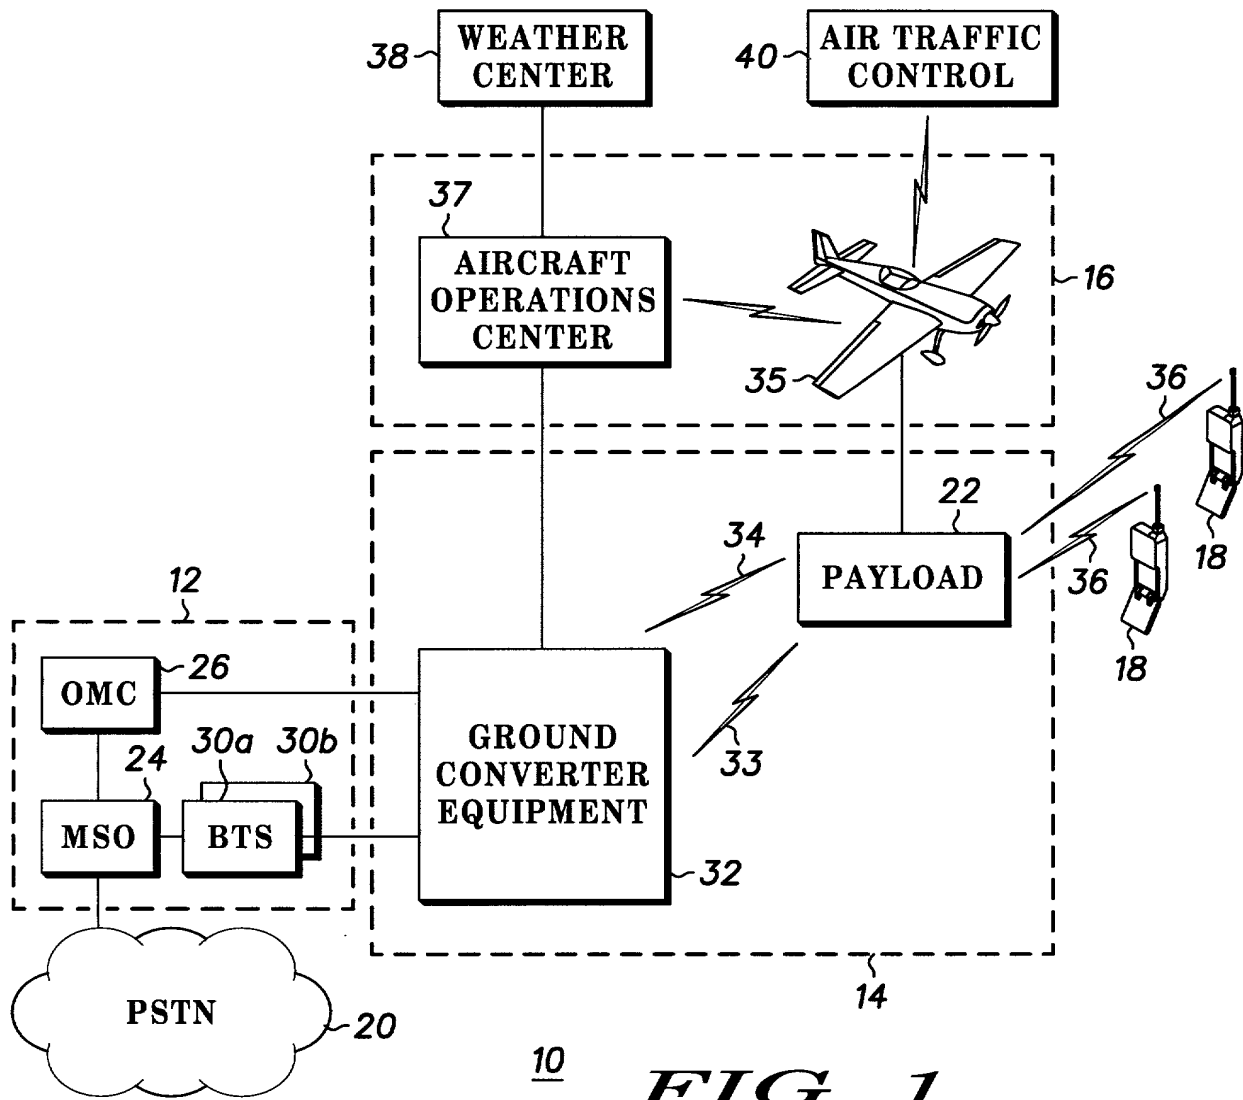 38
WEATHER
CENTER
40
AIR TRAFFIC
CONTROL
37
AIRCRAFT
OPERATIONS
CENTER
16
35
36
22
34
PAYLOAD
36
18
18
12
OMC
26
24
30a
30b
MSO
BTS
GROUND
CONVERTER
EQUIPMENT
33
32
14
PSTN
20
10
FIG. 1